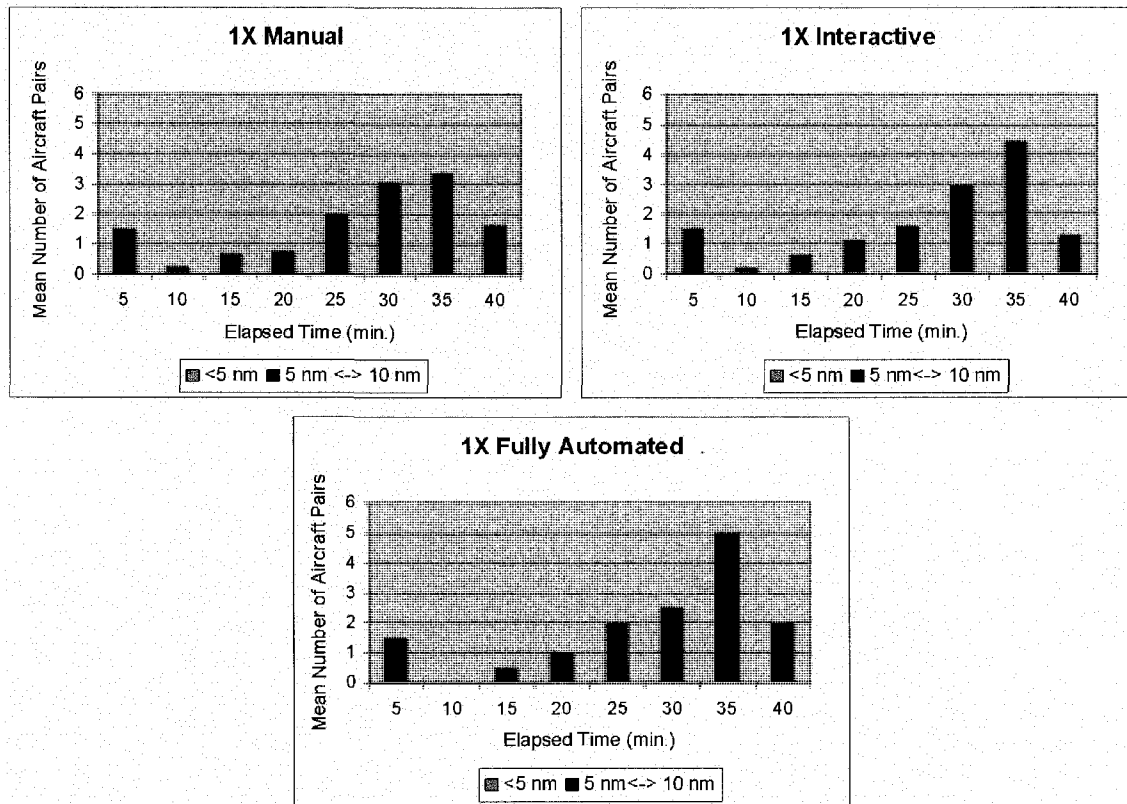 1X Manual
Mean Number of Aircraft Pairs
6
5
4
3
2
1
0
5 10 15 20 25 30 35 40
Elapsed Time (min.)
<5 nm 5 nm <-> 10 nm
1X Interactive
Mean Number of Aircraft Pairs
6
5
4
3
2
1
0
5 10 15 20 25 30 35 40
Elapsed Time (min.)
<5 nm 5 nm<-> 10 nm
1X Fully Automated
Mean Number of Aircraft Pairs
6
5
4
3
2
1
0
5 10 15 20 25 30 35 40
Elapsed Time (min.)
<5 nm 5 nm<-> 10 nm